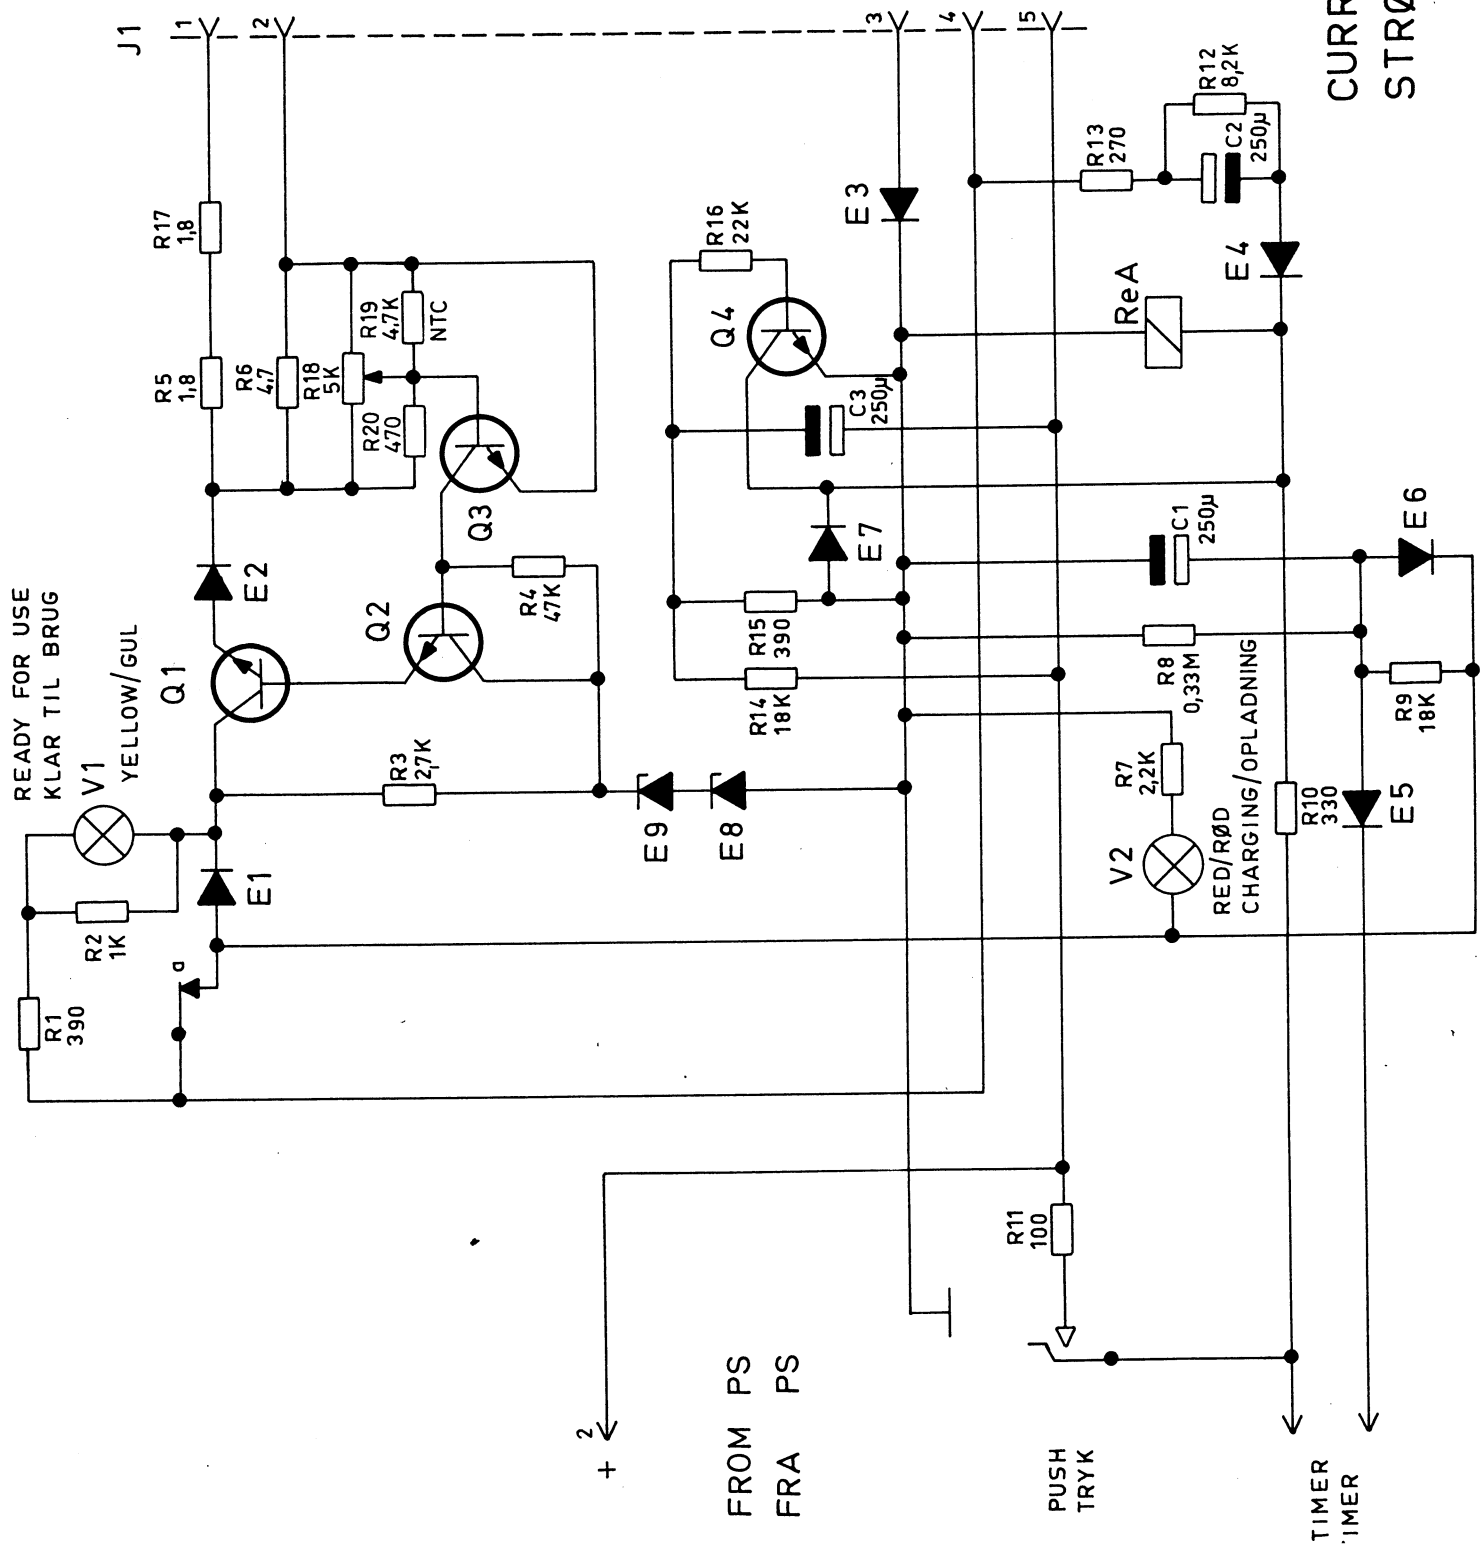 READY FOR USE
KLAR TIL BRUG
YELLOW/GUL
V1
R1
390
R2
1K
a
E1
Q1
E2
R5
1,8
R17
1,8
J1
1
2
3
4
5
R6
4,7
R18
5K
R19
4,7K
NTC
R20
470
Q3
Q2
R4
47K
R3
2,7K
E9
E8
R16
22K
Q4
C3
250µ
E7
R15
390
R14
18K
E3
ReA
R13
270
R12
8,2K
C2
250µ
E4
C1
250µ
E6
R8
0,33M
R9
18K
R7
2,2K
V2
RED/RØD
CHARGING/OPLADNING
R10
330
E5
R11
100
2
+
FROM PS
FRA PS
PUSH
TRYK
TIMER
IMER
CURR
STRØ